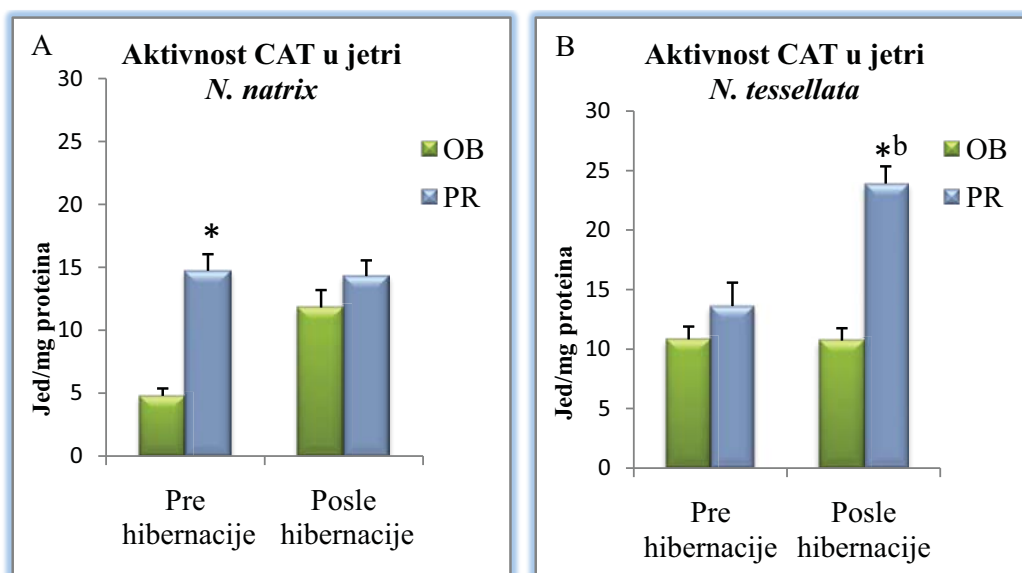 A
Aktivnost CAT u jetri
N. natrix
30
25
20
15
10
5
0
Jed/mg proteina
*
OB
PR
Pre
hibernacije
Posle
hibernacije
B
Aktivnost CAT u jetri
N. tessellata
30
25
20
15
10
5
0
Jed/mg proteina
*b
OB
PR
Pre
hibernacije
Posle
hibernacije